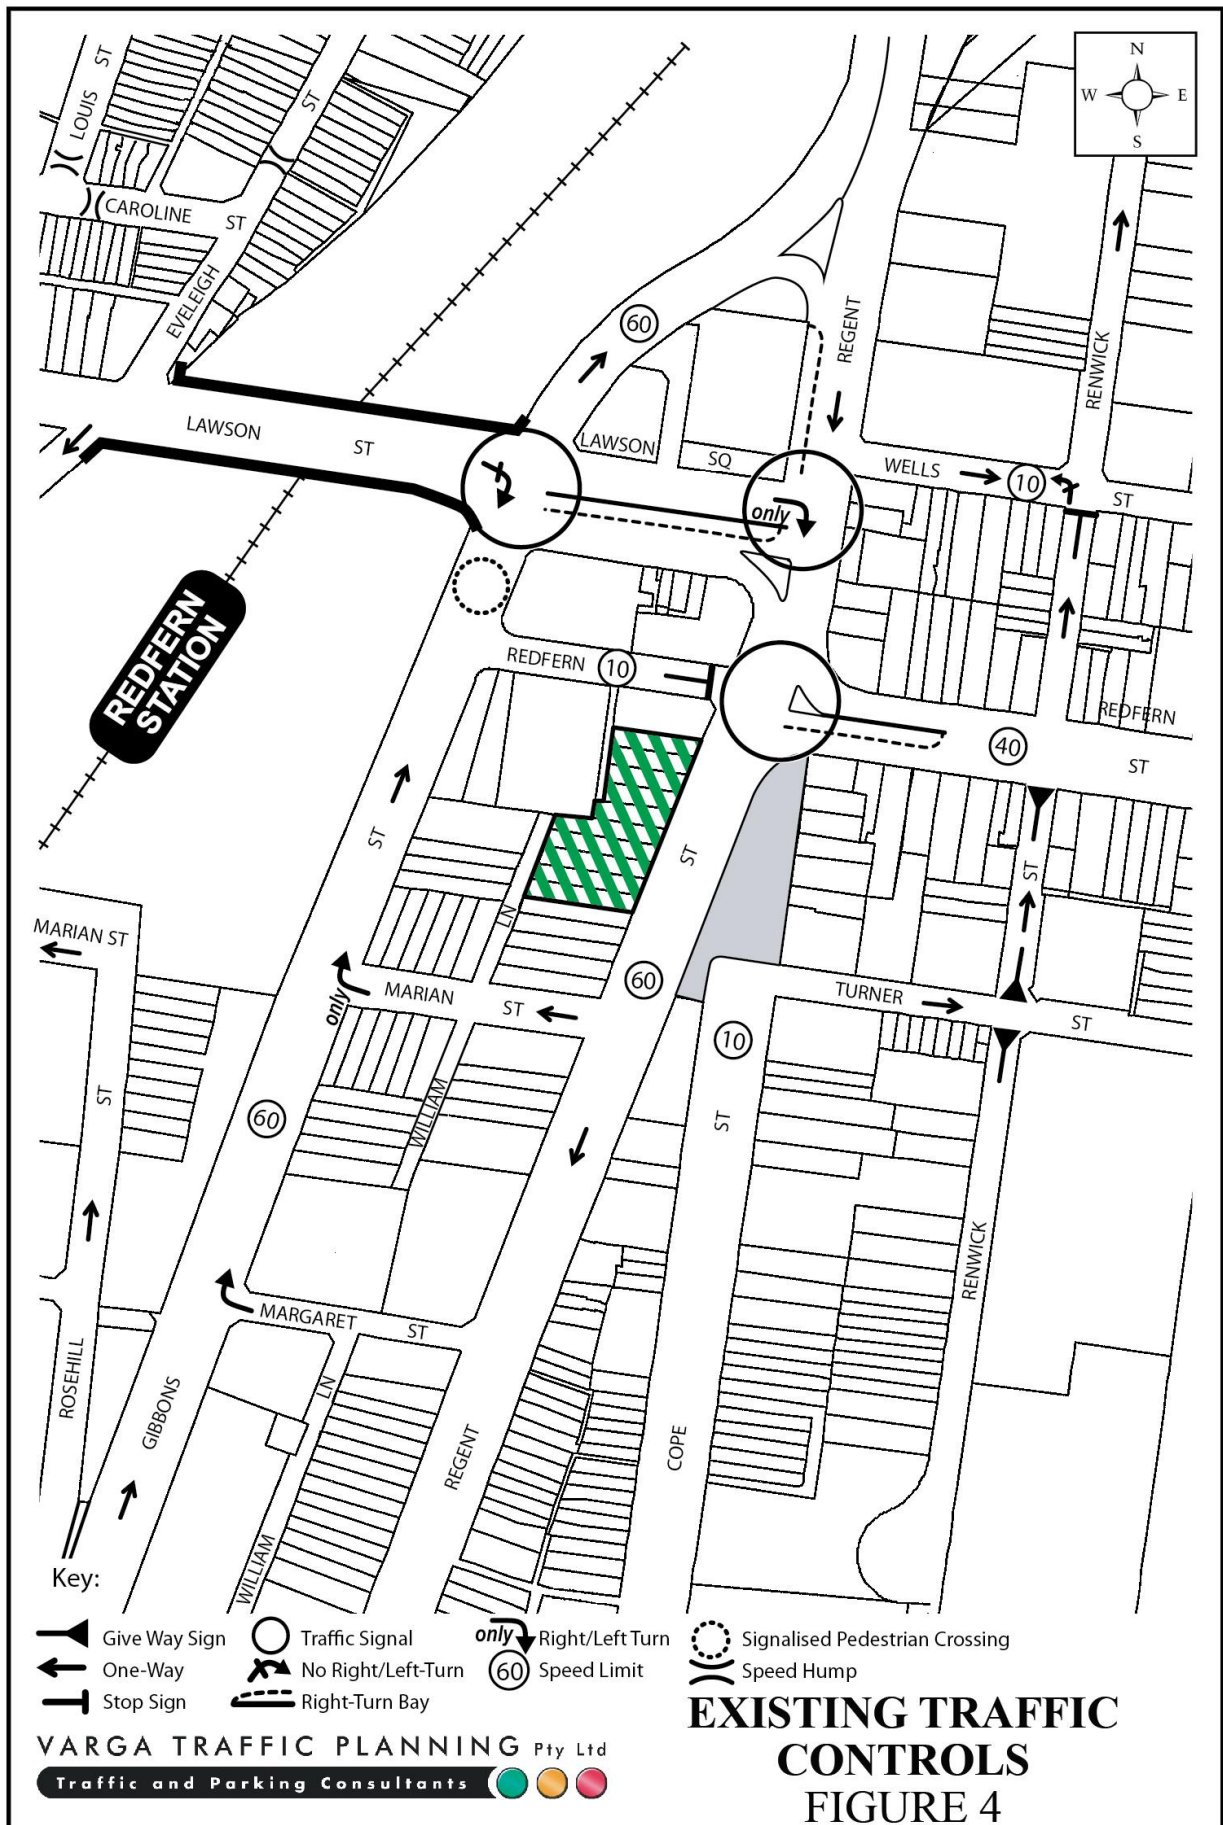 N
W E
S
LOUIS
ST
ST
CAROLINE
ST
EVELEIGH
60
REGENT
RENWICK
LAWSON
ST
LAWSON
SQ
WELLS
10
ST
only
REDFERN
STATION
REDFERN
10
REDFERN
40
ST
ST
ST
ST
LN
MARIAN ST
only
MARIAN
ST
60
TURNER
ST
10
ST
ST
60
WILLIAM
RENWICK
MARGARET
ST
ROSEHILL
GIBBONS
LN
REGENT
COPE
WILLIAM
Key:
Give Way Sign
Traffic Signal
only Right/Left Turn
Signalised Pedestrian Crossing
One-Way
No Right/Left-Turn
60 Speed Limit
Speed Hump
Stop Sign
Right-Turn Bay
EXISTING TRAFFIC
CONTROLS
FIGURE 4
VARGA TRAFFIC PLANNING Pty Ltd
Traffic and Parking Consultants